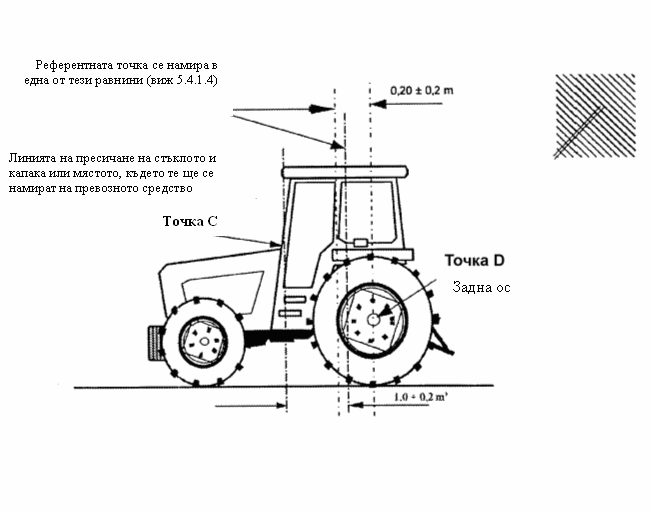 Референтната точка се намира в
една от тези равнини (виж 5.4.1.4)
0,20 ± 0,2 m
Линията на пресичане на стъклото и
капака или мястото, където те ще се
намират на превозното средство
Точка С
Точка D
Задна ос
1,0 + 0,2 m³